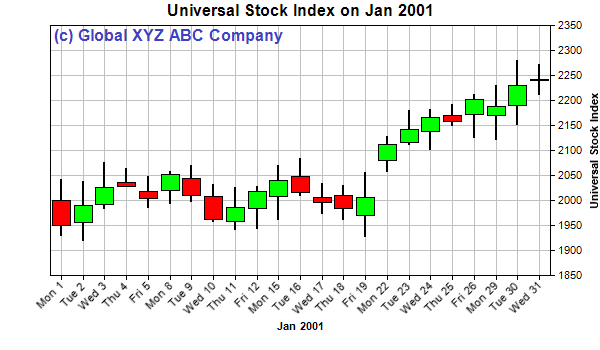 Universal Stock Index on Jan 2001
(c) Global XYZ ABC Company
2350
2300
2250
2200
2150
2100
2050
2000
1950
1900
1850
Universal Stock Index
Mon 1
Tue 2
Wed 3
Thu 4
Fri 5
Mon 8
Tue 9
Wed 10
Thu 11
Fri 12
Mon 15
Tue 16
Wed 17
Thu 18
Fri 19
Mon 22
Tue 23
Wed 24
Thu 25
Fri 26
Mon 29
Tue 30
Wed 31
Jan 2001